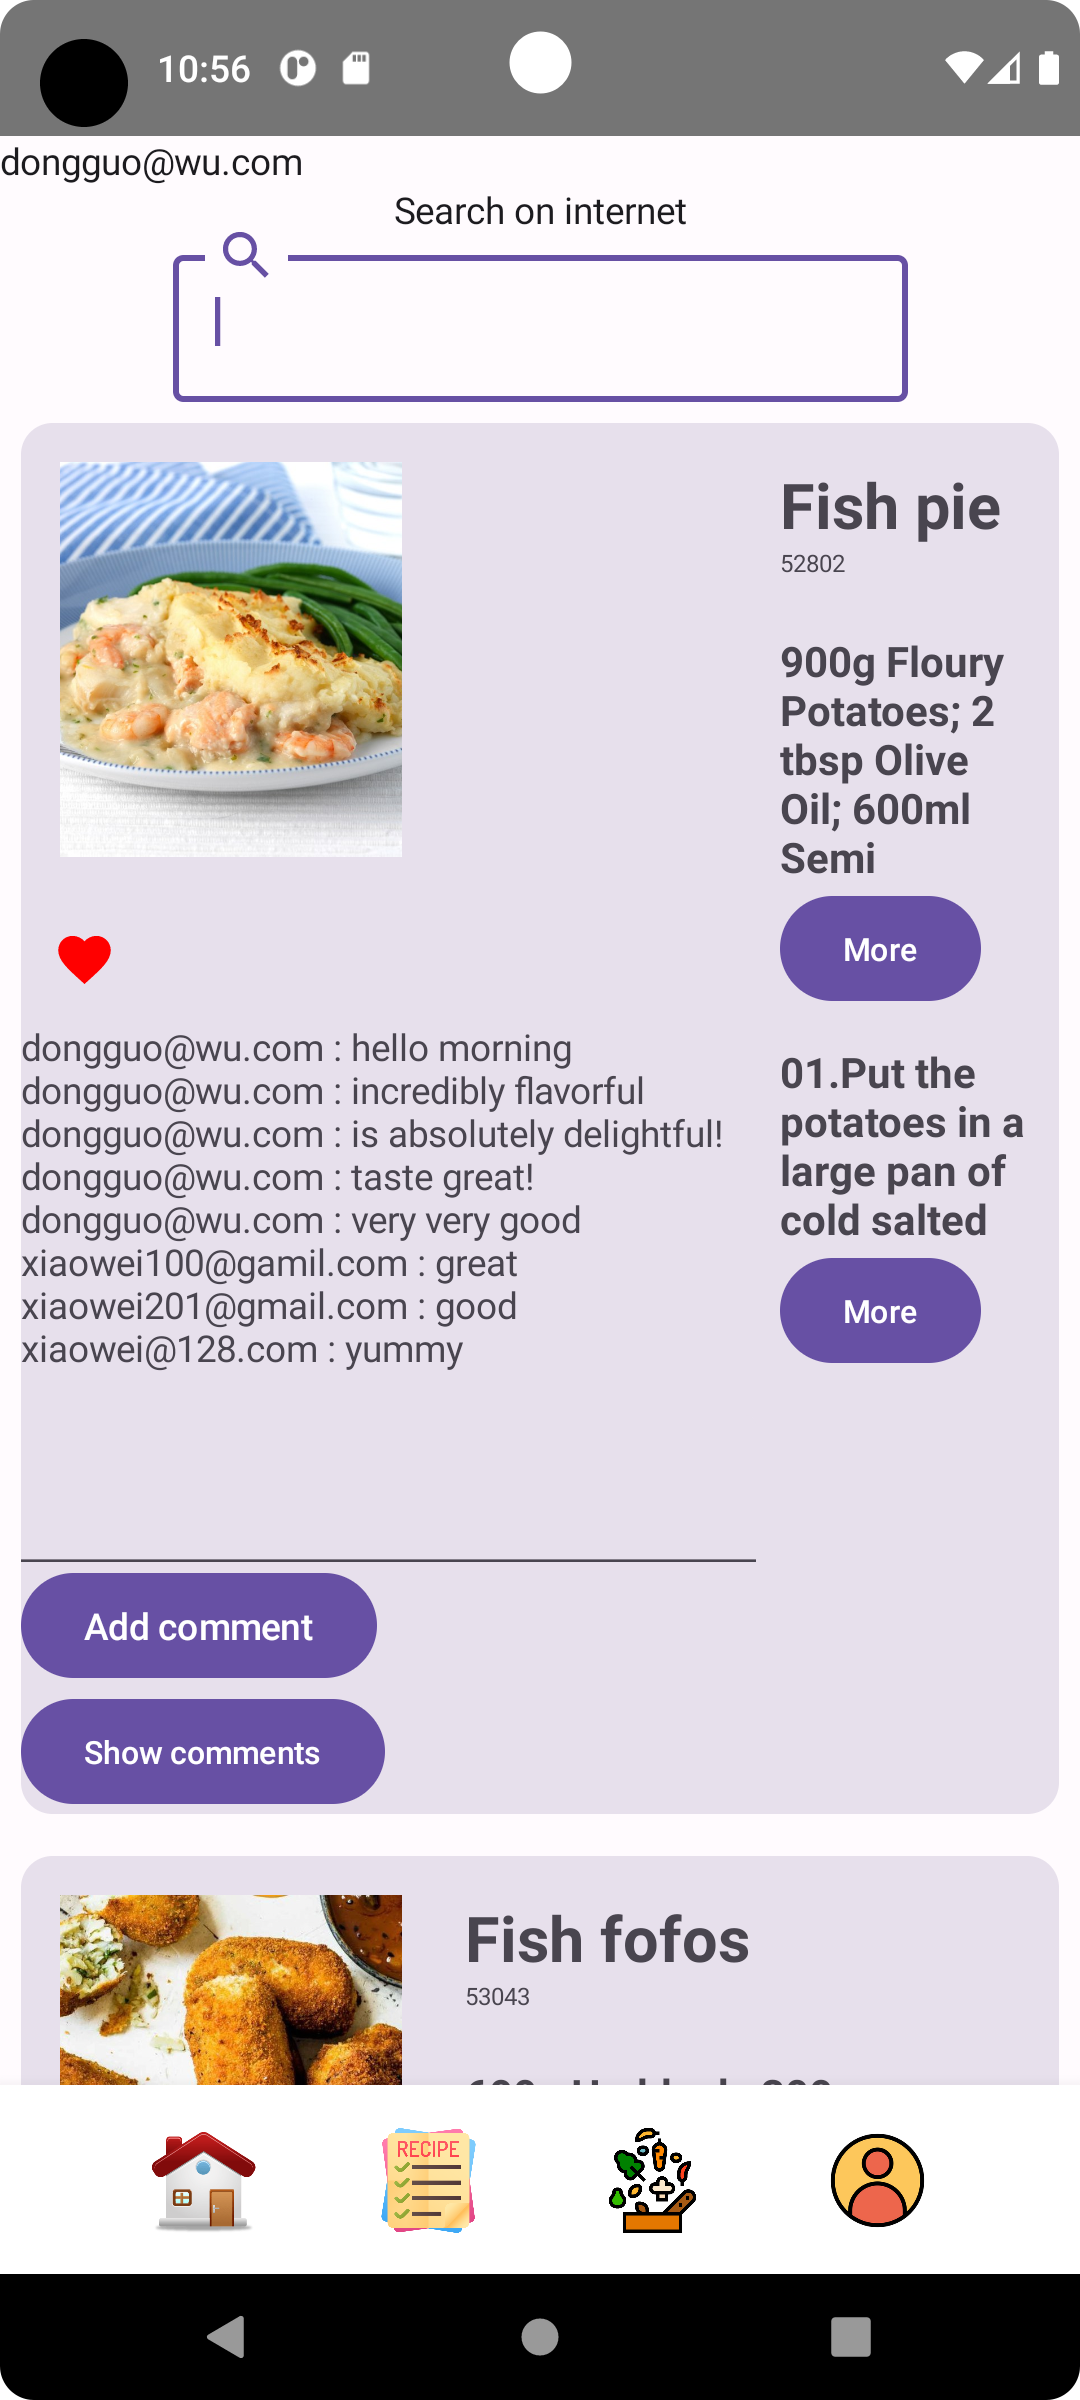 10:56
dongguo@wu.com
Search on internet
Fish pie
52802
900g Floury
Potatoes; 2
tbsp Olive
Oil; 600ml
Semi
More
dongguo@wu.com : hello morning
dongguo@wu.com : incredibly flavorful
dongguo@wu.com : is absolutely delightful!
dongguo@wu.com : taste great!
dongguo@wu.com : very very good
xiaowei100@gamil.com : great
xiaowei201@gmail.com : good
xiaowei@128.com : yummy
01.Put the
potatoes in a
large pan of
cold salted
More
Add comment
Show comments
Fish fofos
53043
RECIPE